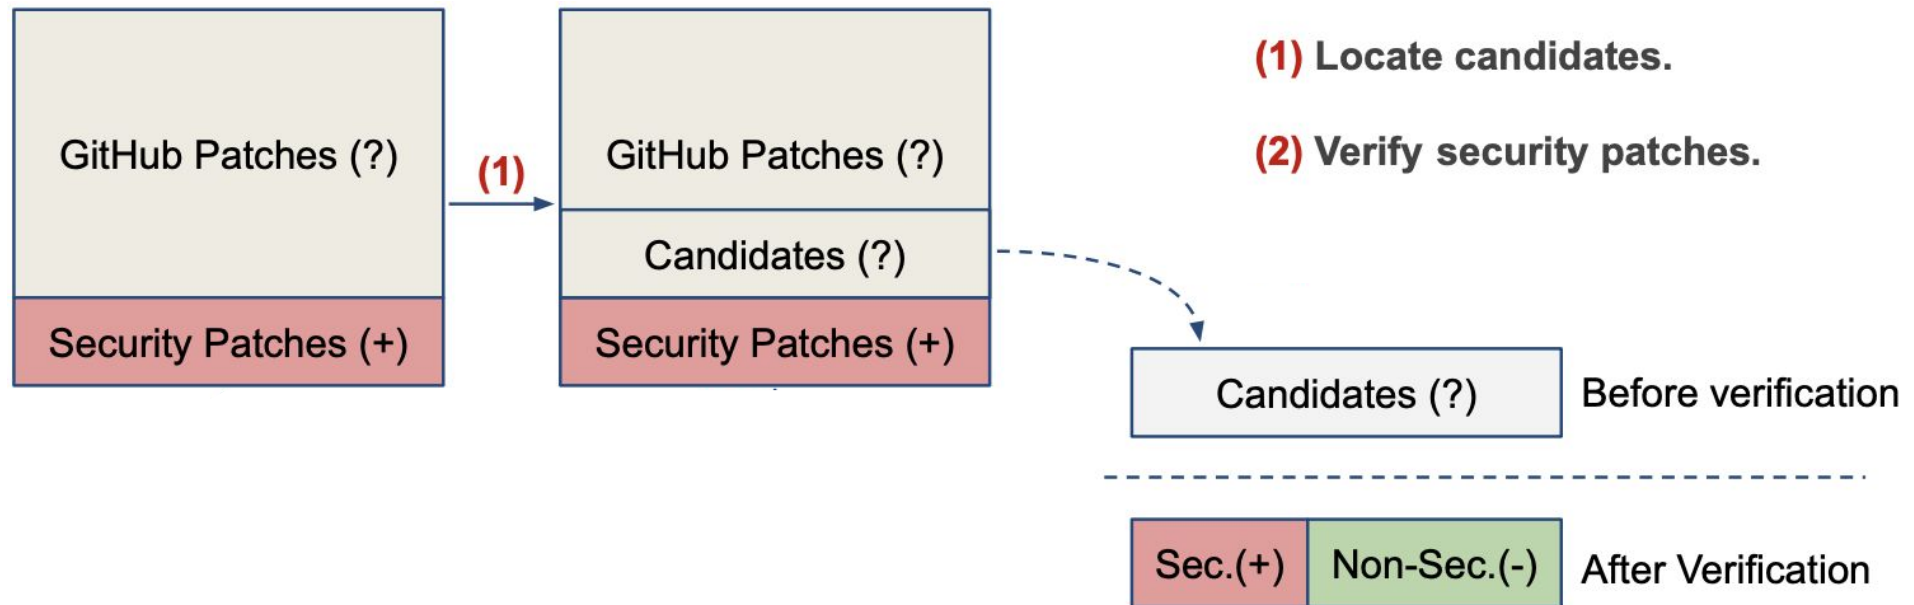 GitHub Patches (?)
Security Patches (+)
(1)
GitHub Patches (?)
Candidates (?)
Security Patches (+)
(1) Locate candidates.
(2) Verify security patches.
Candidates (?)
Before verification
Sec.(+)
Non-Sec.(-)
After Verification